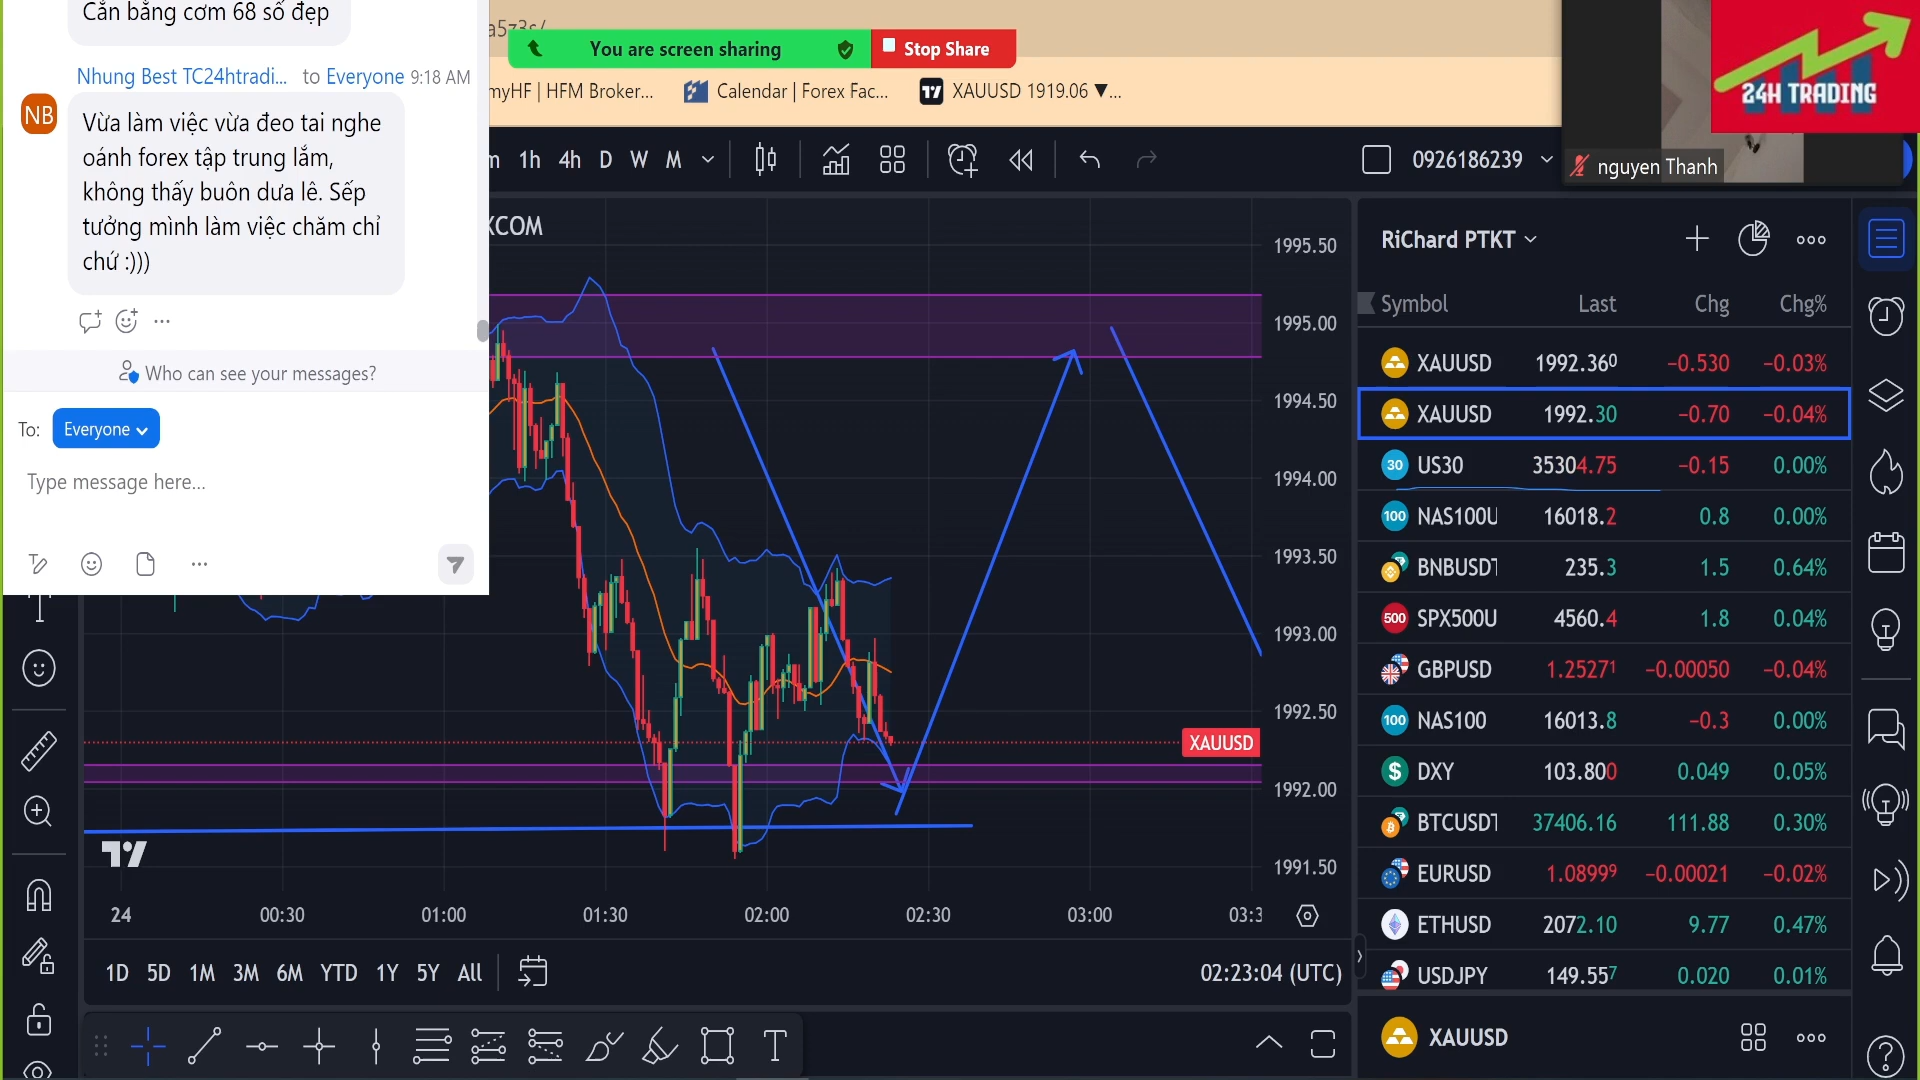 Cắn bằng cơm 68 số đẹp
Nhung Best TC24htradi... to Everyone 9:18 AM
NB
Vừa làm việc vừa đeo tai nghe
oánh forex tập trung lắm,
không thấy buôn dưa lê. Sếp
tưởng mình làm việc chăm chỉ
chứ :)))
Who can see your messages?
To: Everyone
Type message here...
a5z3s/
You are screen sharing
Stop Share
myHF | HFM Broker...
Calendar | Forex Fac...
XAUUSD 1919.06 ▼...
24H TRADING
nguyen Thanh
1h 4h D W M
0926186239
XCOM
1995.50
1995.00
1994.50
1994.00
1993.50
1993.00
1992.50
XAUUSD
1992.00
1991.50
24 00:30 01:00 01:30 02:00 02:30 03:00 03:3
1D 5D 1M 3M 6M YTD 1Y 5Y All
02:23:04 (UTC)
RiChard PTKT
Symbol Last Chg Chg%
XAUUSD 1992.360 −0.530 −0.03%
XAUUSD 1992.30 −0.70 −0.04%
30 US30 35304.75 −0.15 0.00%
100 NAS100U 16018.2 0.8 0.00%
BNBUSDT 235.3 1.5 0.64%
500 SPX500U 4560.4 1.8 0.04%
GBPUSD 1.25271 −0.00050 −0.04%
100 NAS100 16013.8 −0.3 0.00%
$ DXY 103.800 0.049 0.05%
BTCUSDT 37406.16 111.88 0.30%
EURUSD 1.08999 −0.00021 −0.02%
ETHUSD 2072.10 9.77 0.47%
USDJPY 149.557 0.020 0.01%
XAUUSD